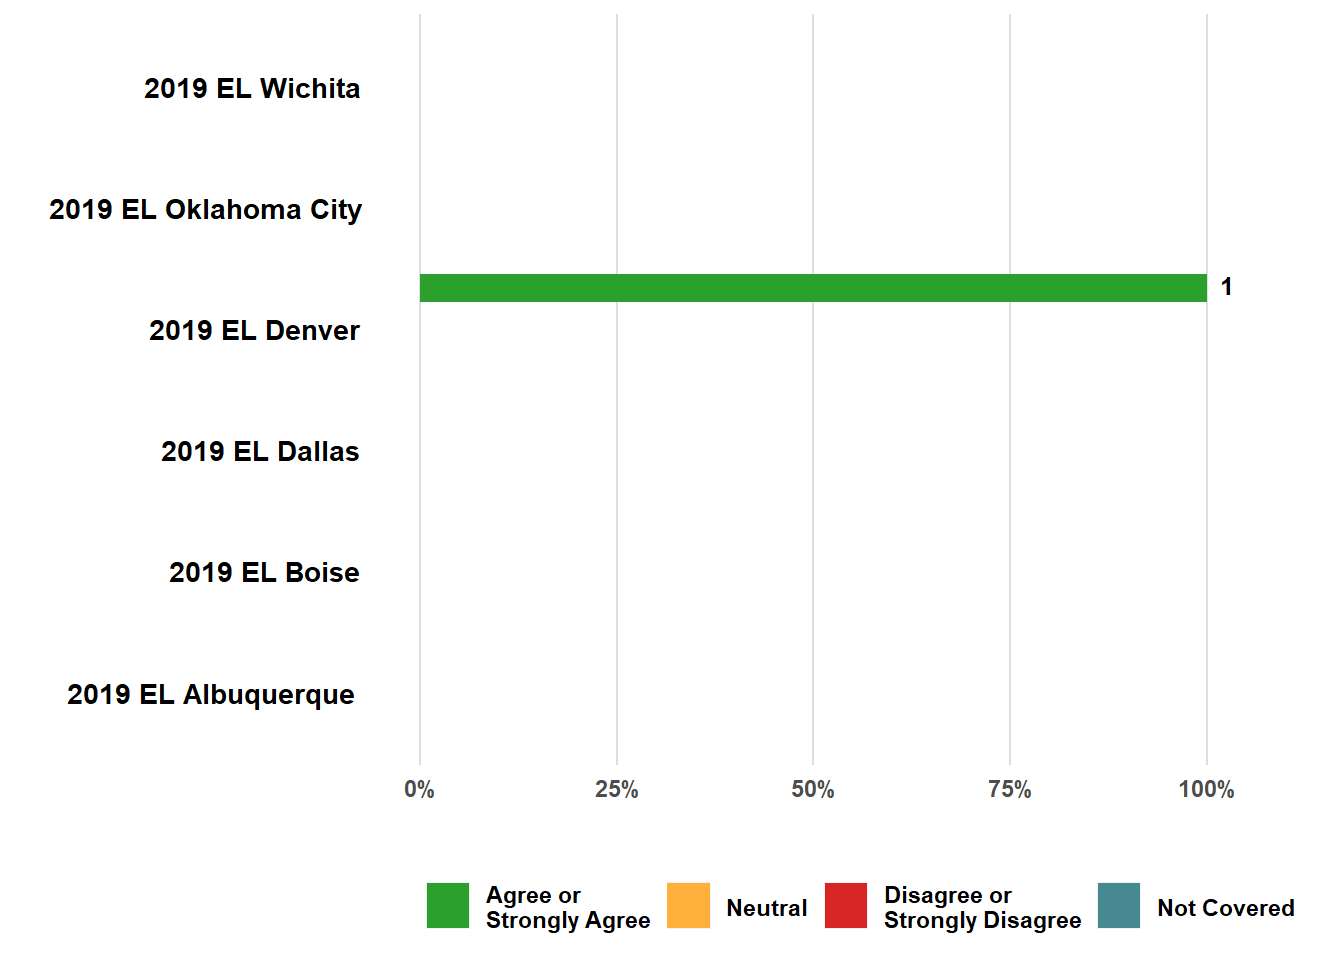 2019 EL Wichita
2019 EL Oklahoma City
1
2019 EL Denver
2019 EL Dallas
2019 EL Boise
2019 EL Albuquerque
0%
25%
50%
75%
100%
Agree or
Strongly Agree
Neutral
Disagree or
Strongly Disagree
Not Covered